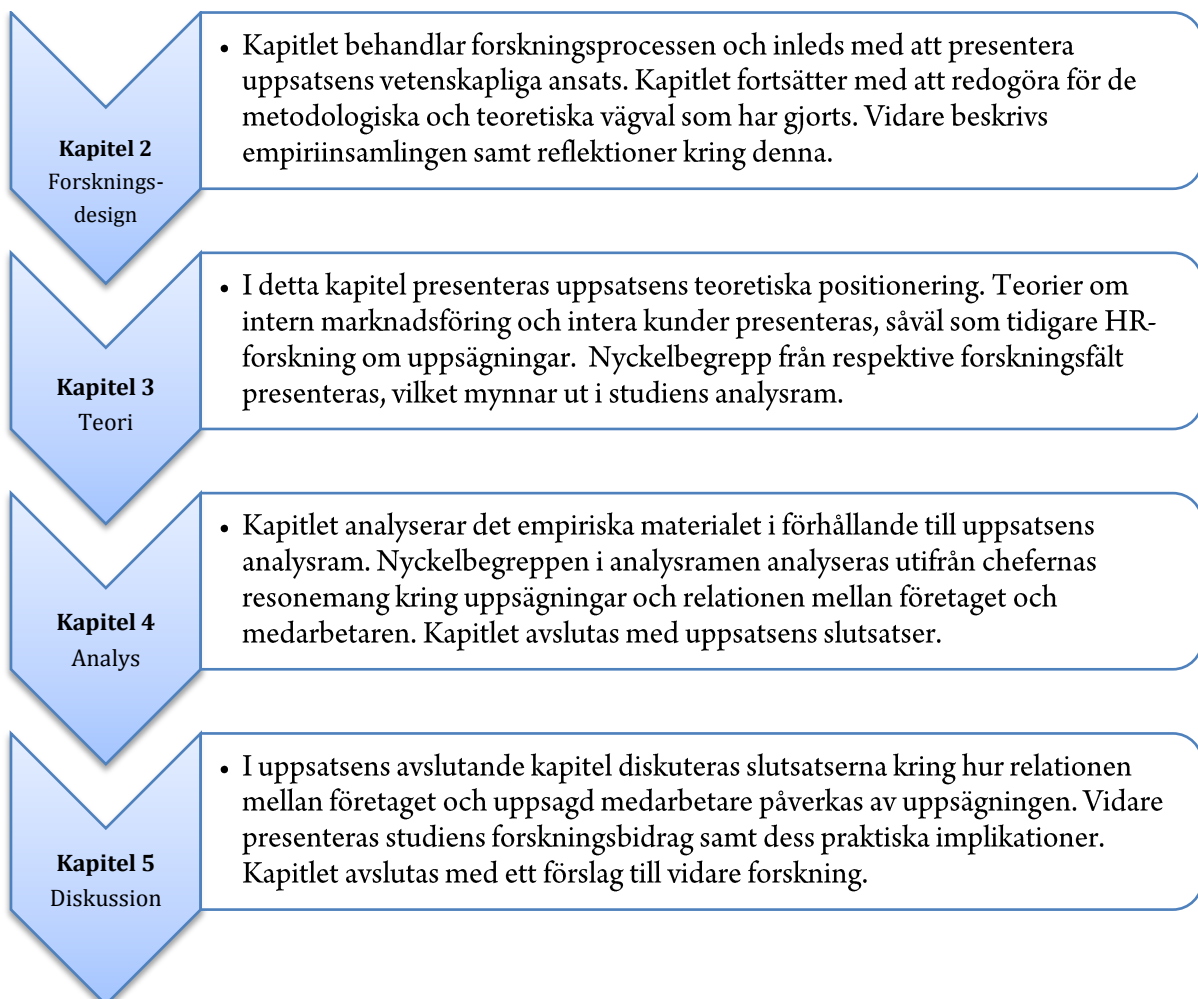 Kapitel 2
Forsknings-
design
• Kapitlet behandlar forskningsprocessen och inleds med att presentera
uppsatsens vetenskapliga ansats. Kapitlet fortsätter med att redogöra för de
metodologiska och teoretiska vägval som har gjorts. Vidare beskrivs
empiriinsamlingen samt reflektioner kring denna.
Kapitel 3
Teori
• I detta kapitel presenteras uppsatsens teoretiska positionering. Teorier om
intern marknadsföring och intera kunder presenteras, såväl som tidigare HR-
forskning om uppsägningar.  Nyckelbegrepp från respektive forskningsfält
presenteras, vilket mynnar ut i studiens analysram.
Kapitel 4
Analys
• Kapitlet analyserar det empiriska materialet i förhållande till uppsatsens
analysram. Nyckelbegreppen i analysramen analyseras utifrån chefernas
resonemang kring uppsägningar och relationen mellan företaget och
medarbetaren. Kapitlet avslutas med uppsatsens slutsatser.
Kapitel 5
Diskussion
• I uppsatsens avslutande kapitel diskuteras slutsatserna kring hur relationen
mellan företaget och uppsagd medarbetare påverkas av uppsägningen. Vidare
presenteras studiens forskningsbidrag samt dess praktiska implikationer.
Kapitlet avslutas med ett förslag till vidare forskning.